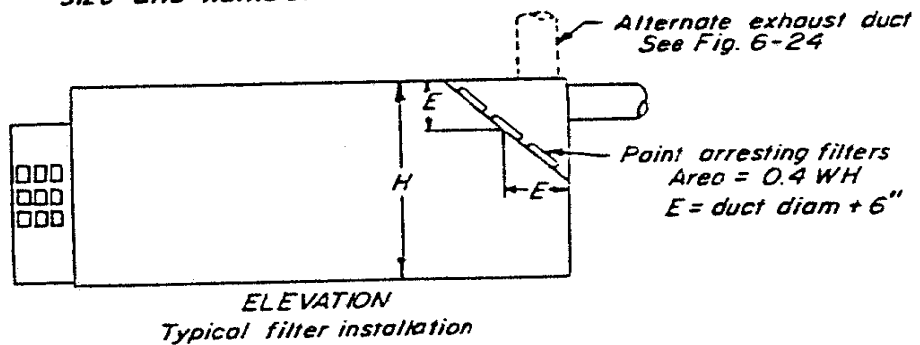 Alternate exhaust duct
See Fig. 6-24
E
H
E
Paint arresting filters
Area = 0.4 WH
E = duct diam + 6"
ELEVATION
Typical filter installation